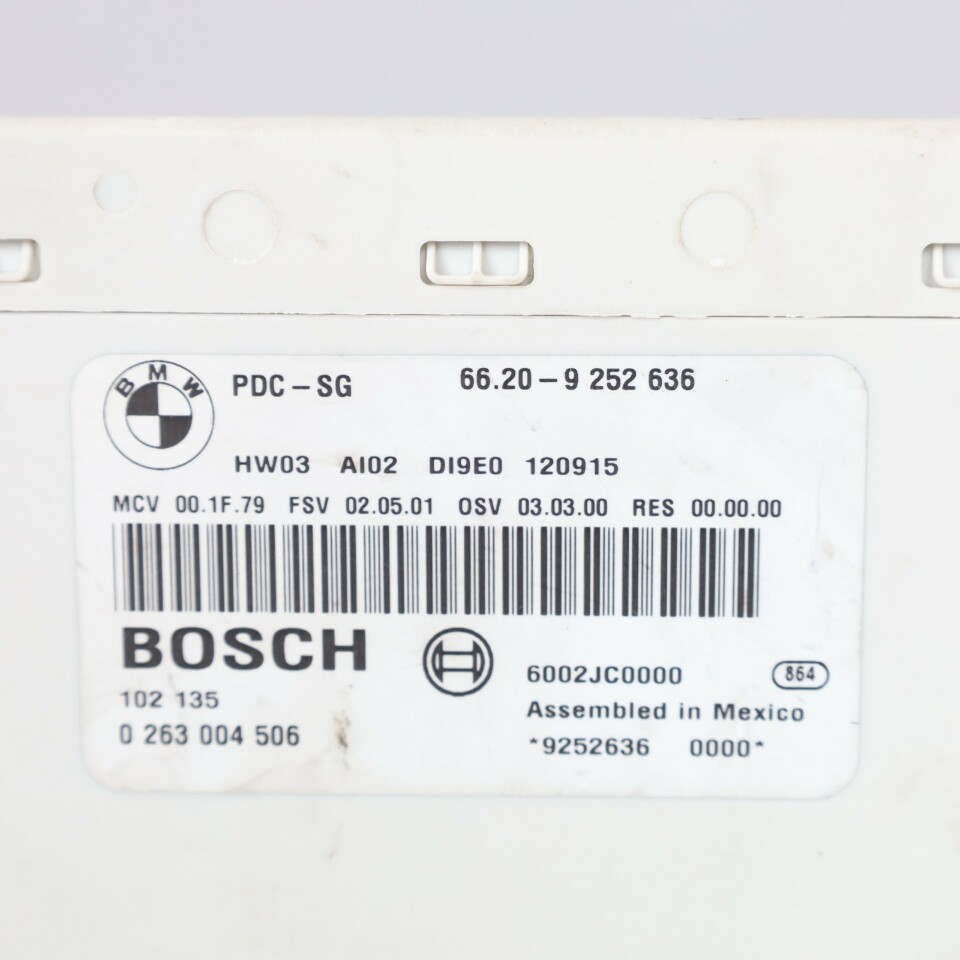 BMW
PDC-SG 66.20-9 252 636
HW03 AI02 DI9E0 120915
MCV 00.1F.79 FSV 02.05.01 OSV 03.03.00 RES 00.00.00
BOSCH
102 135
0 263 004 506
6002JC0000 864
Assembled in Mexico
*9252636 0000*